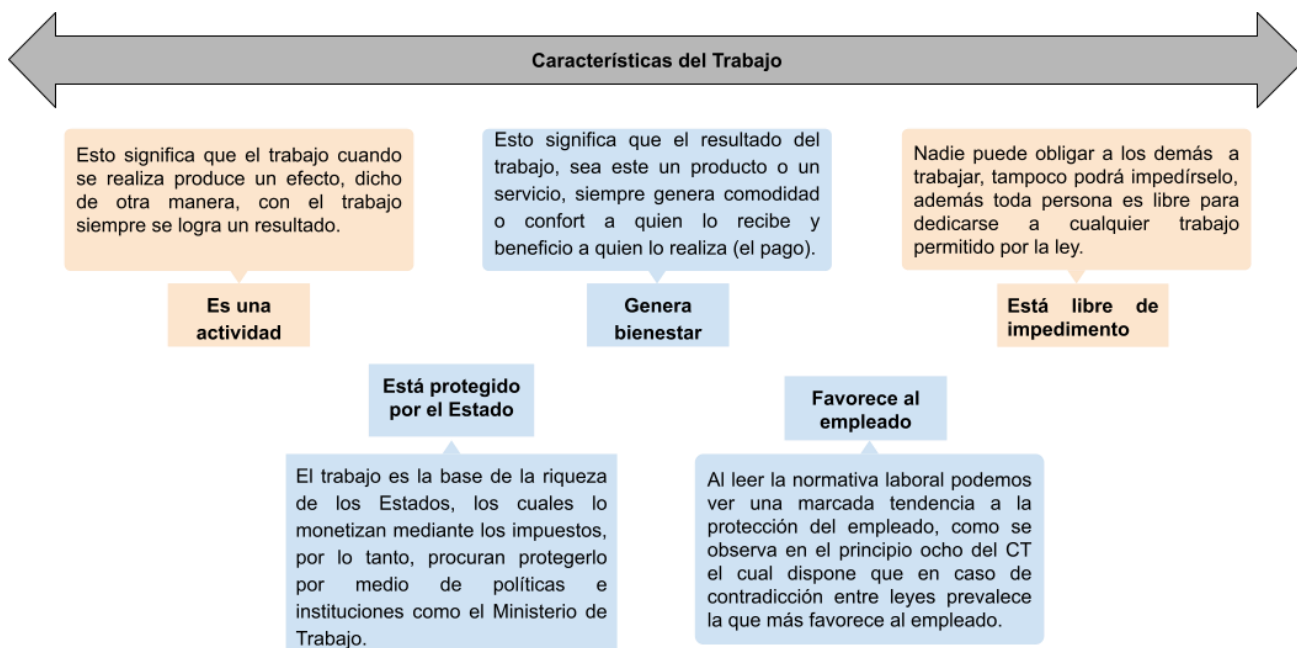 Características del Trabajo
Esto significa que el trabajo cuando
se realiza produce un efecto, dicho
de otra manera, con el trabajo
siempre se logra un resultado.
Es una
actividad
Esto significa que el resultado del
trabajo, sea este un producto o un
servicio, siempre genera comodidad
o confort a quien lo recibe y
beneficio a quien lo realiza (el pago).
Genera
bienestar
Nadie puede obligar a los demás a
trabajar, tampoco podrá impedírselo,
además toda persona es libre para
dedicarse a cualquier trabajo
permitido por la ley.
Está libre de
impedimento
Está protegido
por el Estado
El trabajo es la base de la riqueza
de los Estados, los cuales lo
monetizan mediante los impuestos,
por lo tanto, procuran protegerlo
por medio de políticas e
instituciones como el Ministerio de
Trabajo.
Favorece al
empleado
Al leer la normativa laboral podemos
ver una marcada tendencia a la
protección del empleado, como se
observa en el principio ocho del CT
el cual dispone que en caso de
contradicción entre leyes prevalece
la que más favorece al empleado.